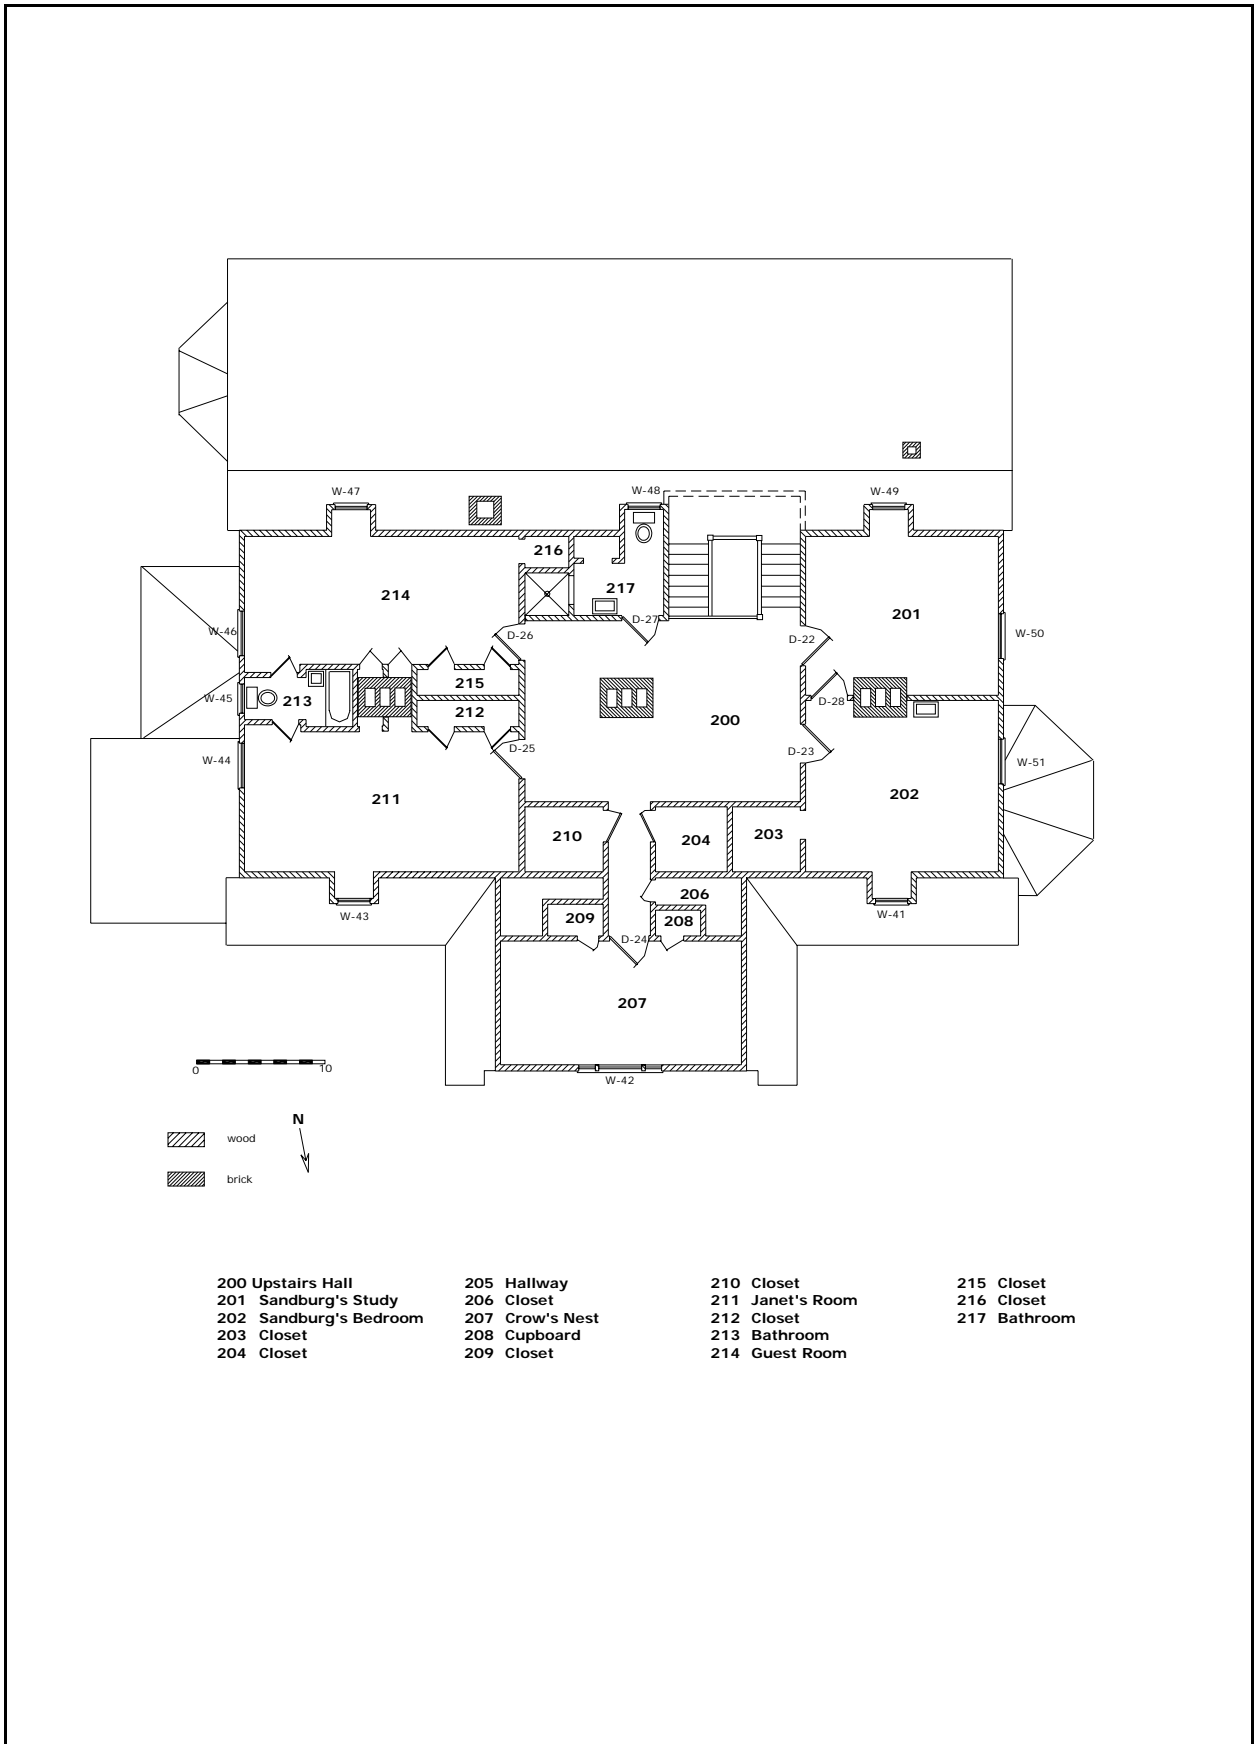 W-47
W-48
W-49
216
217
214
201
W-46
D-26
D-27
D-22
W-50
W-45
213
215
212
D-28
200
W-44
D-25
D-23
W-51
211
202
210
204
203
206
W-43
209
208
W-41
D-24
207
0
10
W-42
N
wood
brick
200 Upstairs Hall
201 Sandburg's Study
202 Sandburg's Bedroom
203 Closet
204 Closet
205 Hallway
206 Closet
207 Crow's Nest
208 Cupboard
209 Closet
210 Closet
211 Janet's Room
212 Closet
213 Bathroom
214 Guest Room
215 Closet
216 Closet
217 Bathroom